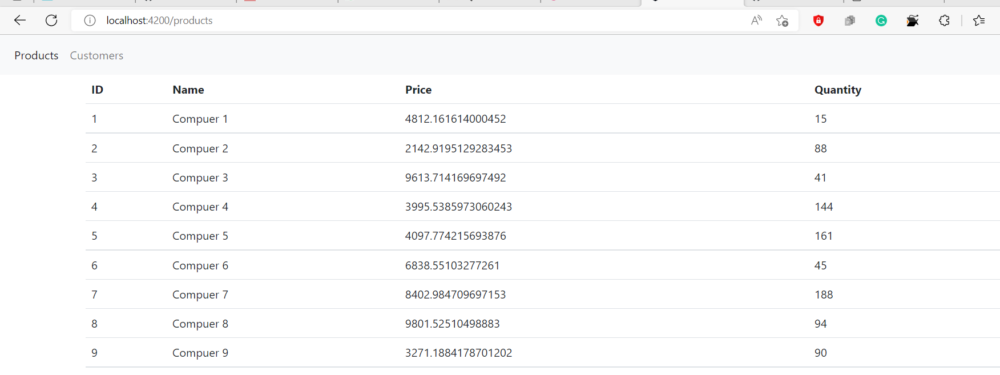 localhost:4200/products
Products Customers
ID Name Price Quantity
1 Compuer 1 4812.161614000452 15
2 Compuer 2 2142.9195129283453 88
3 Compuer 3 9613.714169697492 41
4 Compuer 4 3995.5385973060243 144
5 Compuer 5 4097.774215693876 161
6 Compuer 6 6838.55103277261 45
7 Compuer 7 8402.984709697153 188
8 Compuer 8 9801.52510498883 94
9 Compuer 9 3271.1884178701202 90